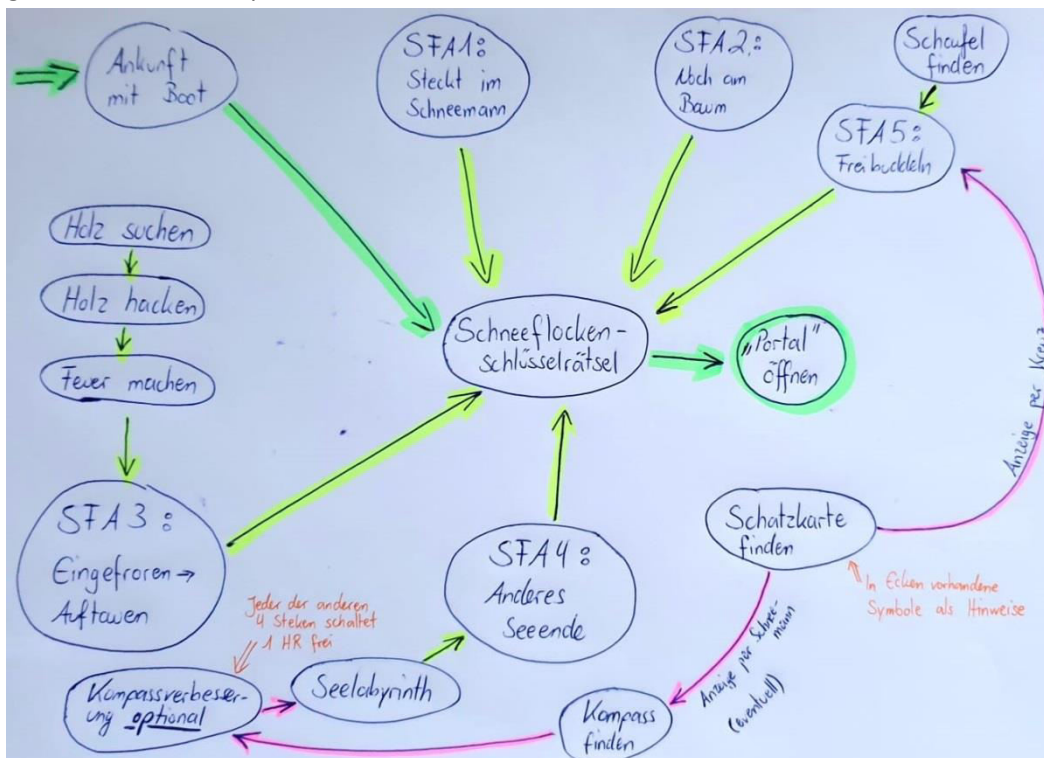 Ankunft
mit Boot
SFA1:
Steckt im
Schneemann
SFA2:
Noch am
Baum
Schaufel
finden
SFA5:
Freibuddeln
Holz suchen
Holz hacken
Feuer machen
Schneeflocken-
schlüsselrätsel
„Portal"
öffnen
SFA3:
Eingefroren →
Auftauen
SFA4:
Anderes
Seeende
Schatzkarte
finden
Anzeige per Kreuz
In Ecken vorhandene
Symbole als Hinweise
Jeder der anderen
4 Stellen schaltet
1 HR frei
Kompassverbesser-
ung optional
Seelabyrinth
Kompass
finden
Anzeige per Schnee-
mann
(eventuell)